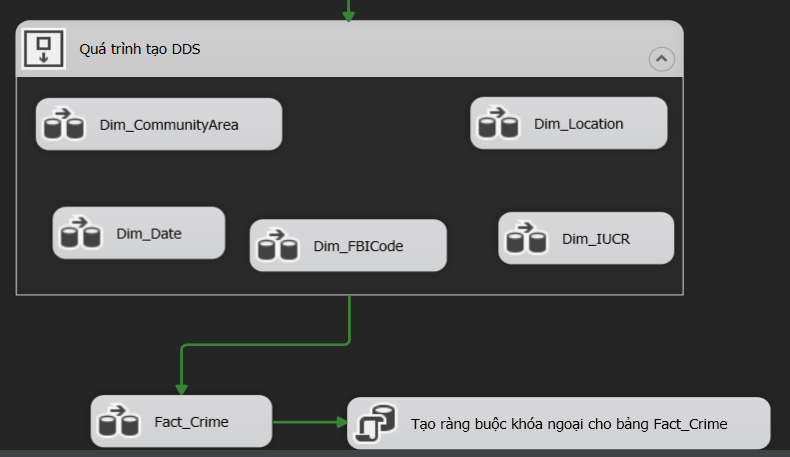 Quá trình tạo DDS
Dim_CommunityArea
Dim_Location
Dim_Date
Dim_FBICode
Dim_IUCR
Fact_Crime
Tạo ràng buộc khóa ngoại cho bảng Fact_Crime